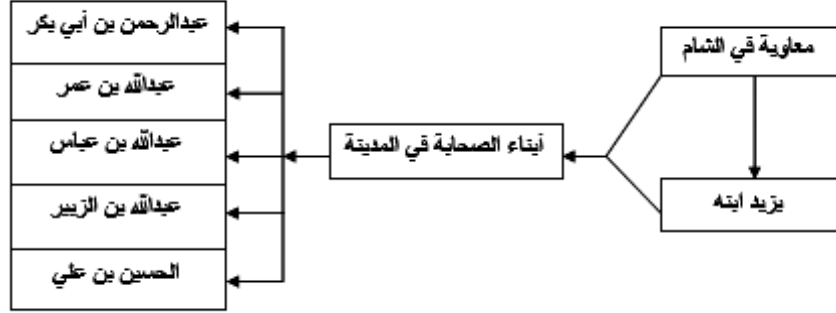 معاوية في الشام
يزيد ابنه
أبناء الصحابة في المدينة
عبدالرحمن بن أبي بكر
عبدالله بن عمر
عبدالله بن عباس
عبدالله بن الزبير
الحسين بن علي